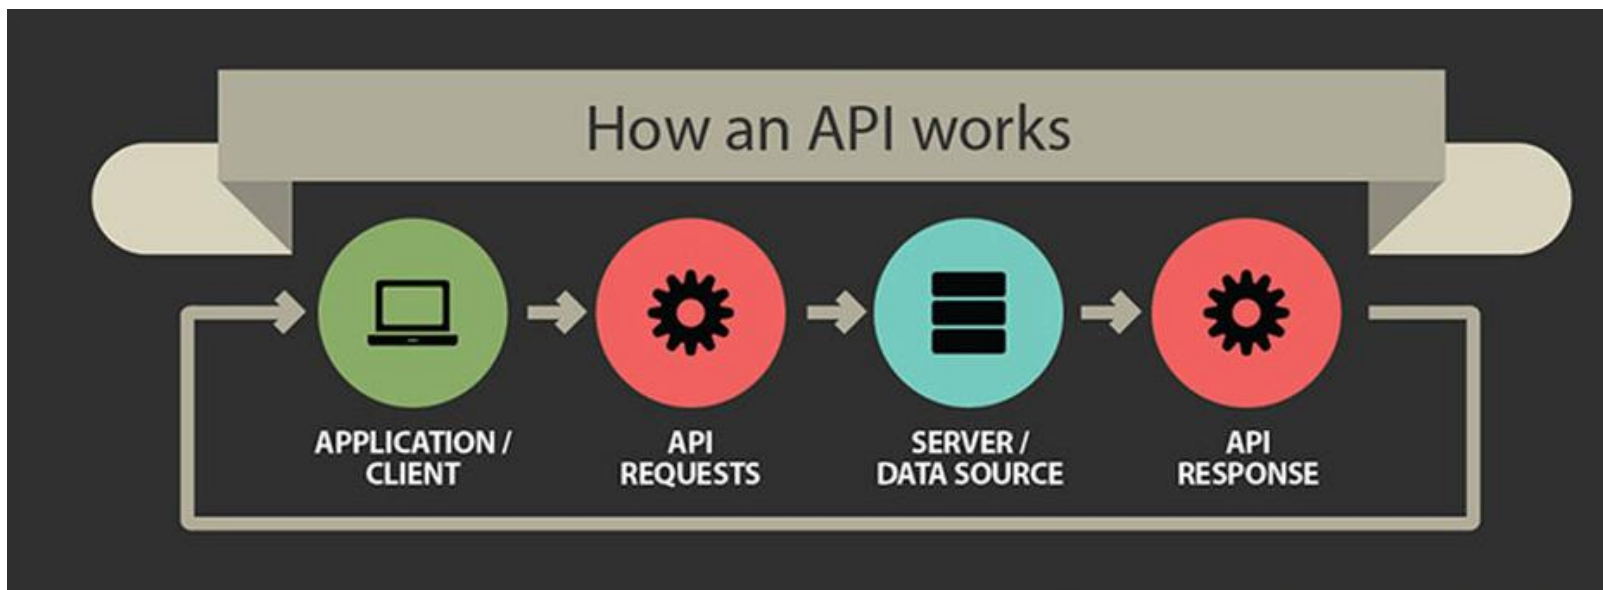 How an API works
APPLICATION /
CLIENT
API
REQUESTS
SERVER /
DATA SOURCE
API
RESPONSE